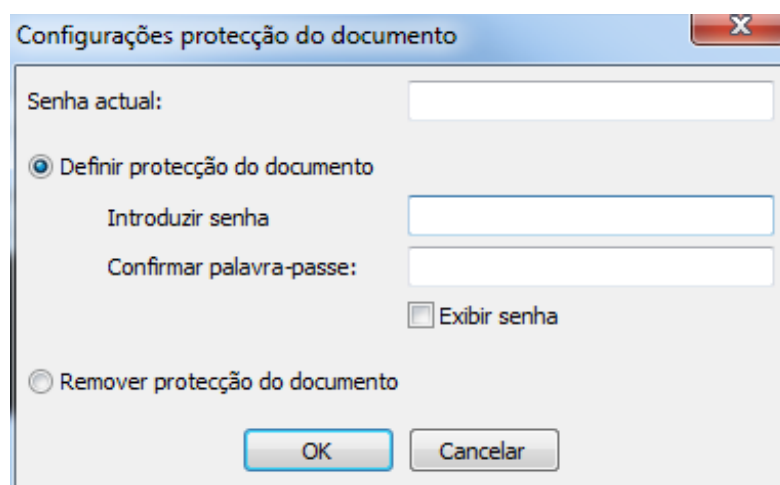 Configurações protecção do documento
Senha actual:
Definir protecção do documento
Introduzir senha
Confirmar palavra-passe:
Exibir senha
Remover protecção do documento
OK Cancelar